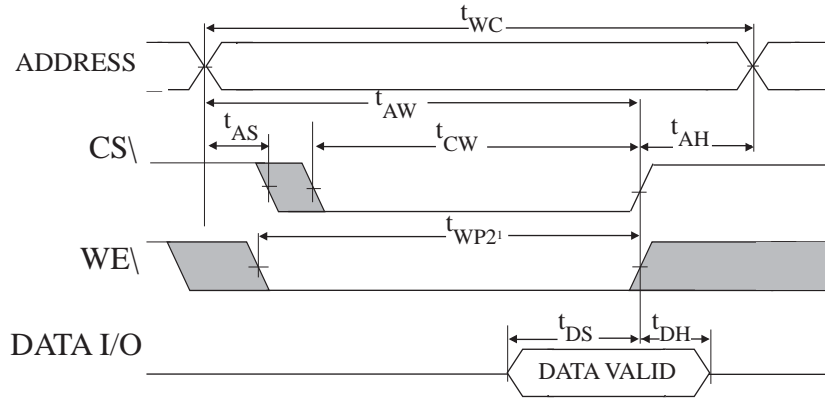 tWC
ADDRESS
tAW
tAS
tCW
tAH
CS\
tWP2¹
WE\
tDS
tDH
DATA I/O
DATA VALID